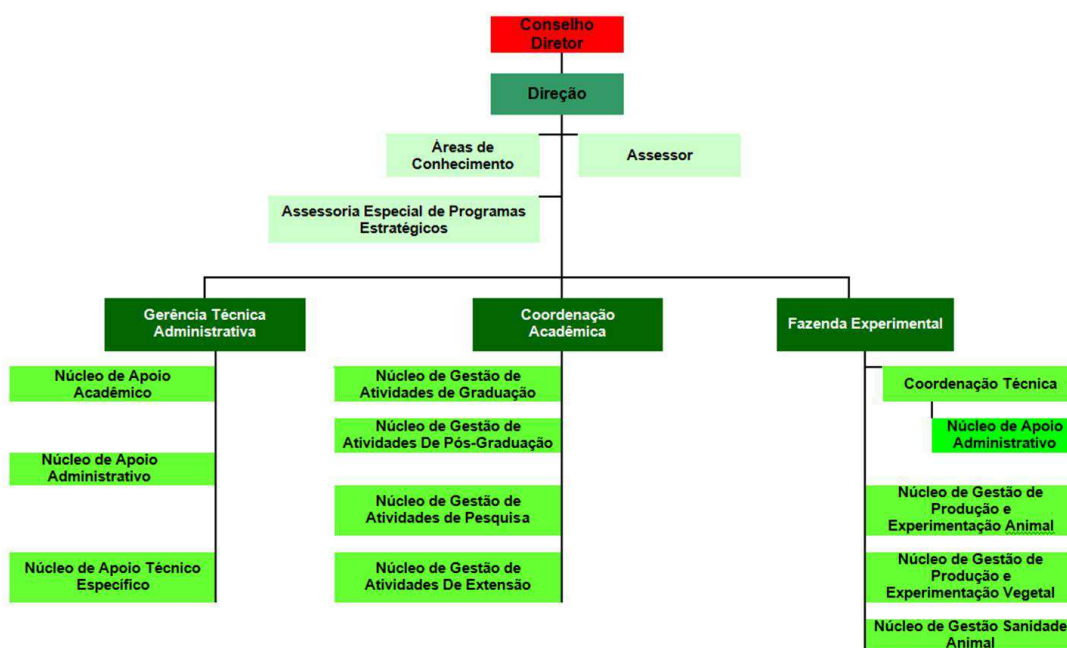 Conselho
Diretor
Direção
Áreas de
Conhecimento
Assessor
Assessoria Especial de Programas
Estratégicos
Gerência Técnica
Administrativa
Núcleo de Apoio
Acadêmico
Núcleo de Apoio
Administrativo
Núcleo de Apoio Técnico
Específico
Coordenação
Acadêmica
Núcleo de Gestão de
Atividades de Graduação
Núcleo de Gestão de
Atividades De Pós-Graduação
Núcleo de Gestão de
Atividades de Pesquisa
Núcleo de Gestão de
Atividades De Extensão
Fazenda Experimental
Coordenação Técnica
Núcleo de Apoio
Administrativo
Núcleo de Gestão de
Produção e
Experimentação Animal
Núcleo de Gestão de
Produção e
Experimentação Vegetal
Núcleo de Gestão Sanidade
Animal